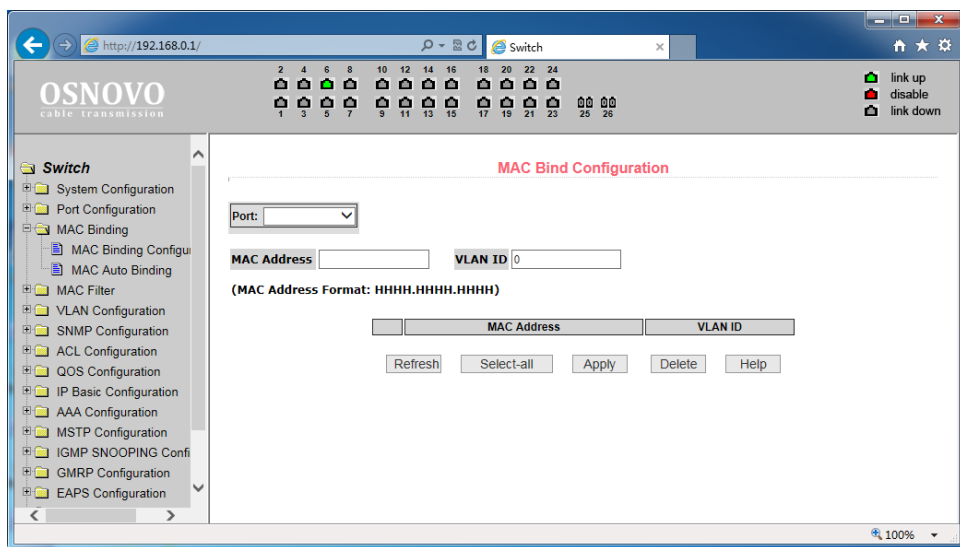 http://192.168.0.1/
Switch
OSNOVO
cable transmission
2 4 6 8 10 12 14 16 18 20 22 24
1 3 5 7 9 11 13 15 17 19 21 23 25 26
link up
disable
link down
Switch
System Configuration
Port Configuration
MAC Binding
MAC Binding Configu
MAC Auto Binding
MAC Filter
VLAN Configuration
SNMP Configuration
ACL Configuration
QOS Configuration
IP Basic Configuration
AAA Configuration
MSTP Configuration
IGMP SNOOPING Confi
GMRP Configuration
EAPS Configuration
MAC Bind Configuration
Port:
MAC Address VLAN ID 0
(MAC Address Format: HHHH.HHHH.HHHH)
MAC Address VLAN ID
Refresh Select-all Apply Delete Help
100%